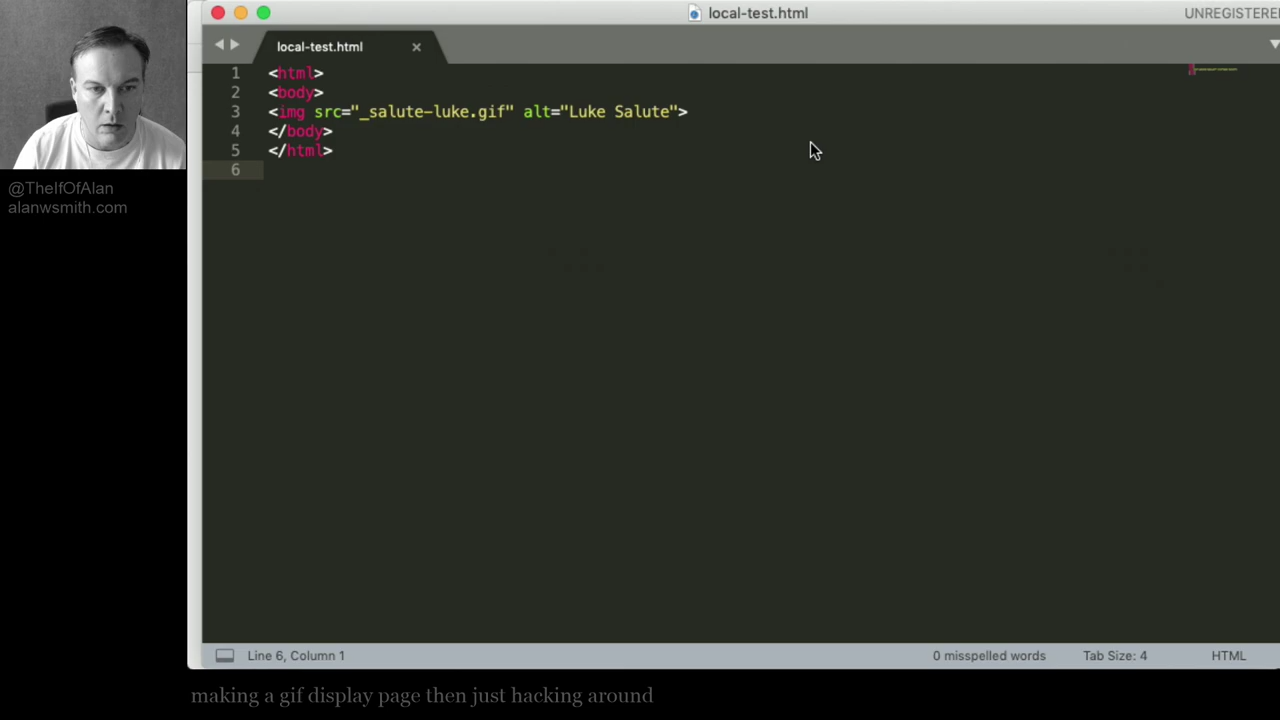 local-test.html
UNREGISTERE
local-test.html
1 <html>
2 <body>
3 <img src="_salute-luke.gif" alt="Luke Salute">
4 </body>
5 </html>
6
@TheIfOfAlan
alanwsmith.com
Line 6, Column 1
0 misspelled words
Tab Size: 4
HTML
making a gif display page then just hacking around